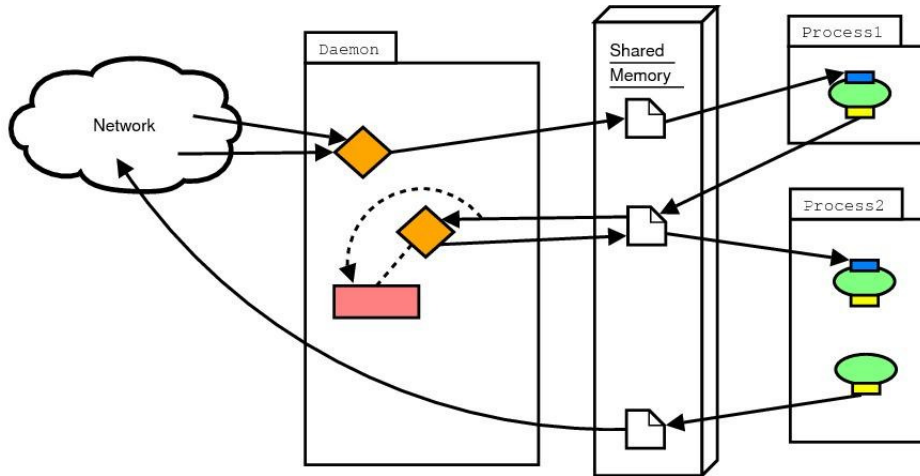 Daemon
Shared
Memory
Process1
Network
Process2